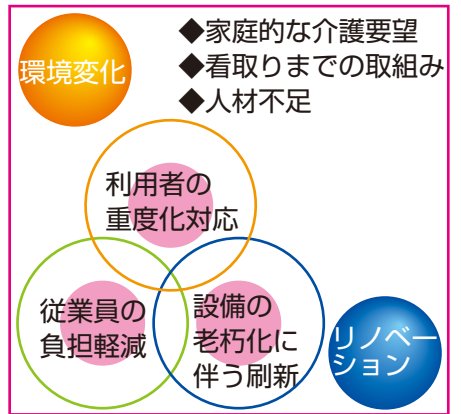 環境変化
◆家庭的な介護要望
◆看取りまでの取組み
◆人材不足
利用者の
重度化対応
従業員の
負担軽減
設備の
老朽化に
伴う刷新
リノベー
ション